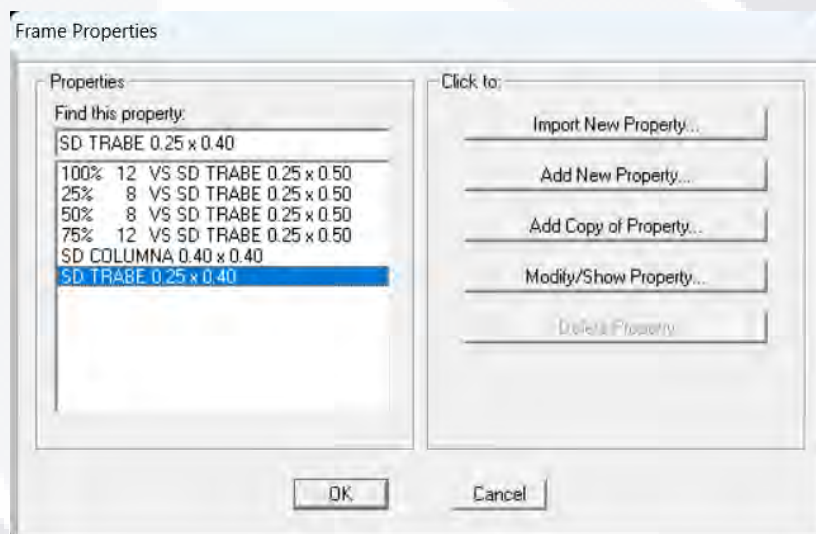 Frame Properties
Properties
Find this property:
SD TRABE 0.25 x 0.40
100% 12 VS SD TRABE 0.25 x 0.50
25% 8 VS SD TRABE 0.25 x 0.50
50% 8 VS SD TRABE 0.25 x 0.50
75% 12 VS SD TRABE 0.25 x 0.50
SD COLUMNA 0.40 x 0.40
SD TRABE 0.25 x 0.40
Click to:
Import New Property...
Add New Property...
Add Copy of Property...
Modify/Show Property...
Delete Property
OK
Cancel